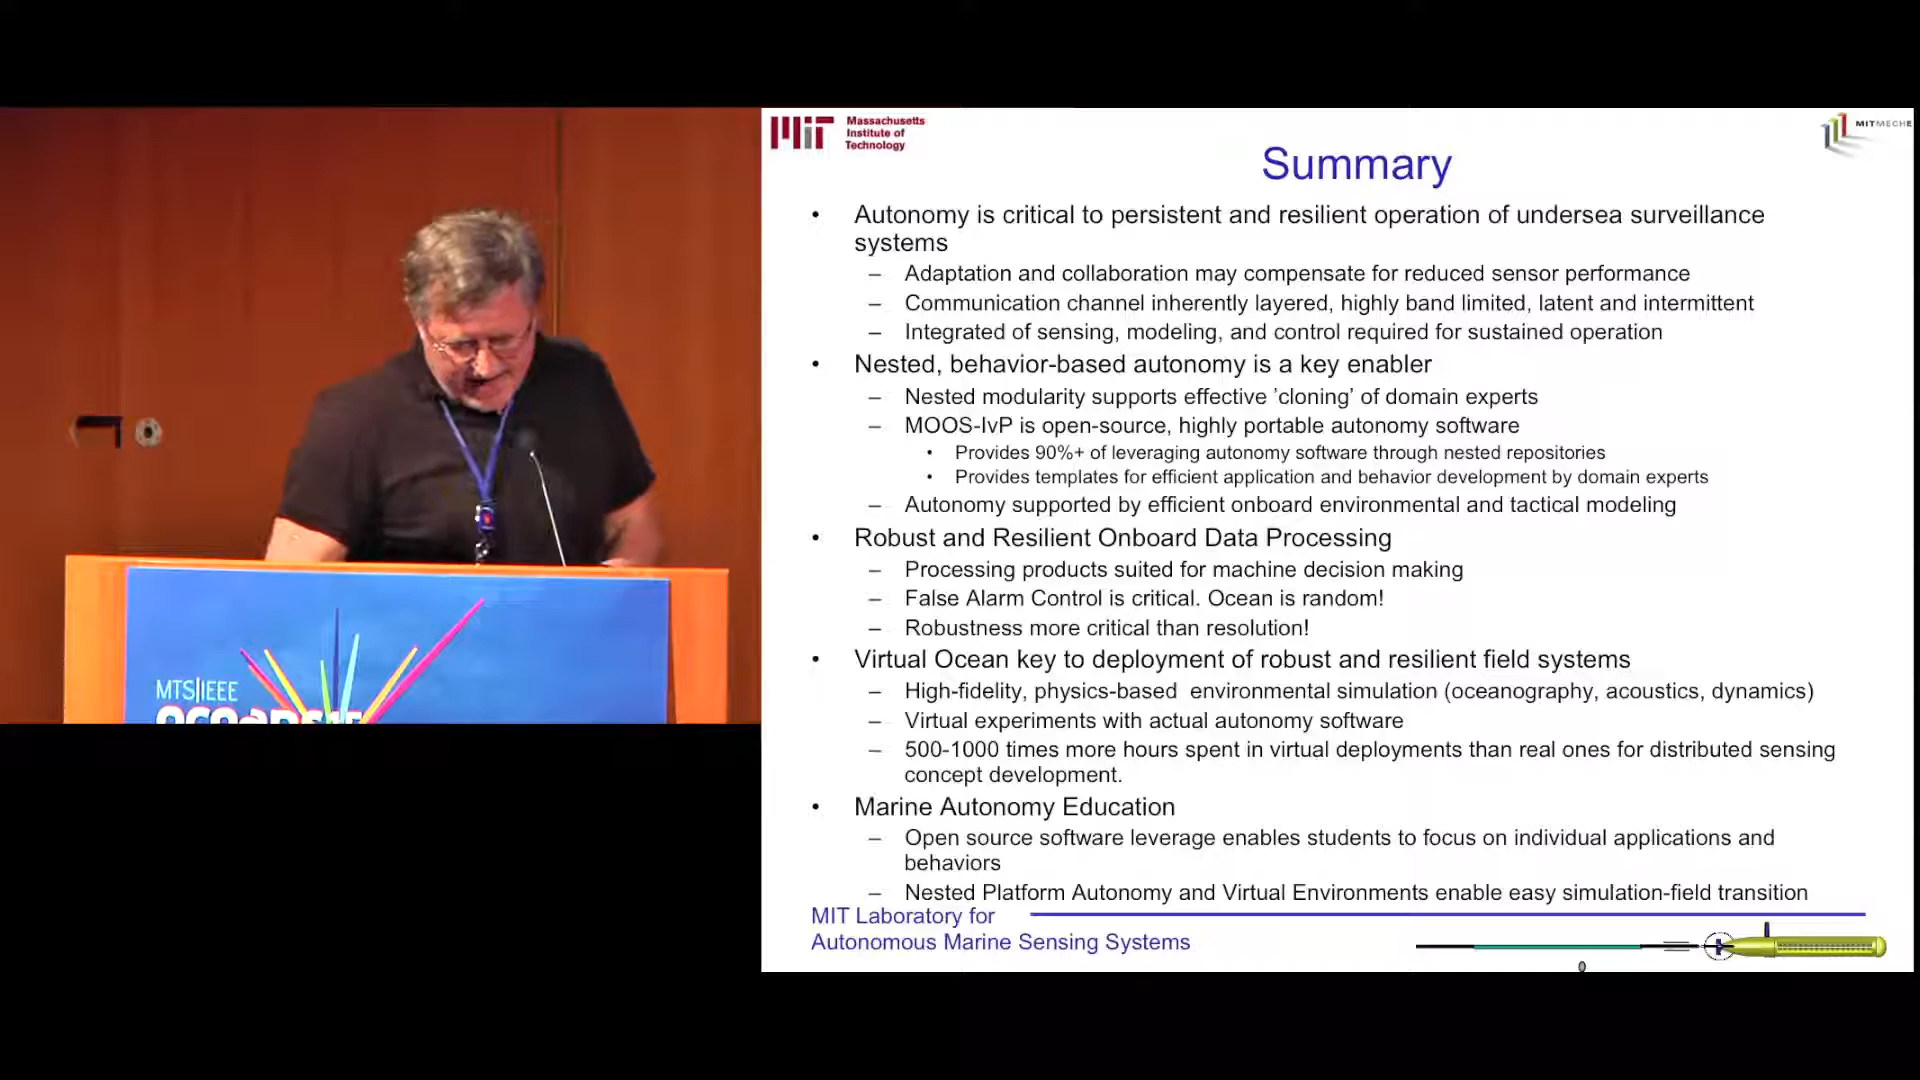 Massachusetts
Institute of
Technology
MITMECHE
Summary
• Autonomy is critical to persistent and resilient operation of undersea surveillance
systems
– Adaptation and collaboration may compensate for reduced sensor performance
– Communication channel inherently layered, highly band limited, latent and intermittent
– Integrated of sensing, modeling, and control required for sustained operation
• Nested, behavior-based autonomy is a key enabler
– Nested modularity supports effective 'cloning' of domain experts
– MOOS-IvP is open-source, highly portable autonomy software
• Provides 90%+ of leveraging autonomy software through nested repositories
• Provides templates for efficient application and behavior development by domain experts
– Autonomy supported by efficient onboard environmental and tactical modeling
• Robust and Resilient Onboard Data Processing
– Processing products suited for machine decision making
– False Alarm Control is critical. Ocean is random!
– Robustness more critical than resolution!
• Virtual Ocean key to deployment of robust and resilient field systems
– High-fidelity, physics-based environmental simulation (oceanography, acoustics, dynamics)
– Virtual experiments with actual autonomy software
– 500-1000 times more hours spent in virtual deployments than real ones for distributed sensing
concept development.
• Marine Autonomy Education
– Open source software leverage enables students to focus on individual applications and
behaviors
– Nested Platform Autonomy and Virtual Environments enable easy simulation-field transition
MIT Laboratory for
Autonomous Marine Sensing Systems
MTS|IEEE